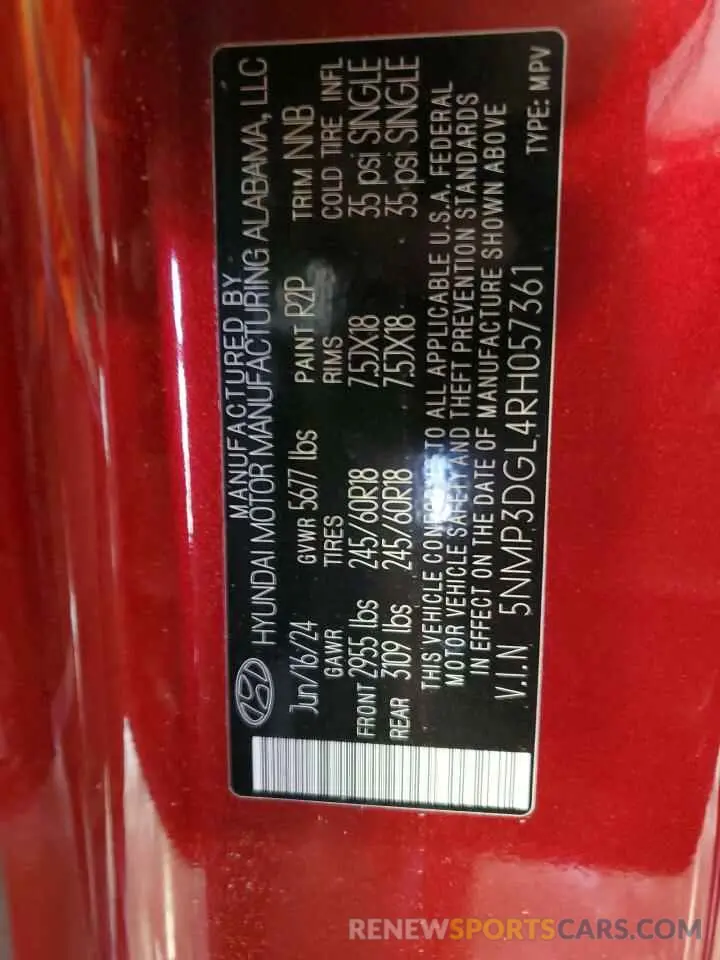 MANUFACTURED BY
HYUNDAI MOTOR MANUFACTURING ALABAMA, LLC
Jun/16/24 GVWR 5677 lbs PAINT R2P TRIM NNB
GAWR TIRES RIMS COLD TIRE INFL
FRONT 2955 lbs 245/60R18 7.5JX18 35 psi SINGLE
REAR 3109 lbs 245/60R18 7.5JX18 35 psi SINGLE
THIS VEHICLE CONFORMS TO ALL APPLICABLE U.S.A. FEDERAL
MOTOR VEHICLE SAFETY AND THEFT PREVENTION STANDARDS
IN EFFECT ON THE DATE OF MANUFACTURE SHOWN ABOVE
V.I.N 5NMP3DGL4RH057361 TYPE: MPV
RENEWSPORTSCARS.COM